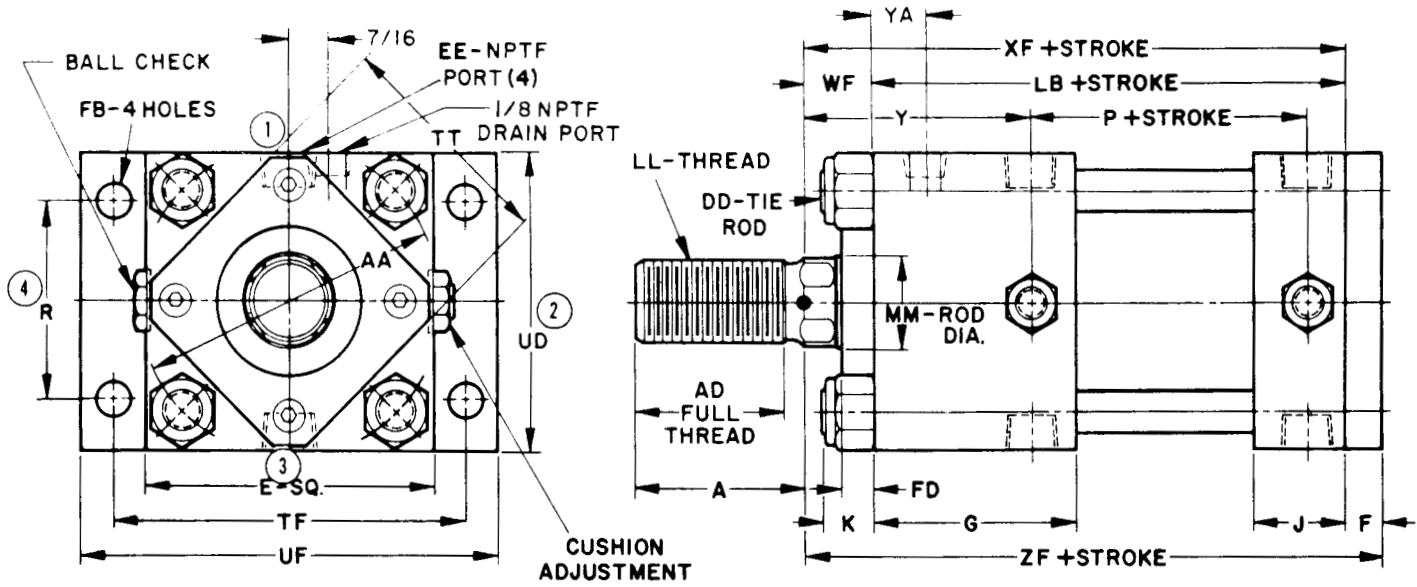 7/16
EE-NPTF
PORT (4)
BALL CHECK
FB-4 HOLES
1/8 NPTF
DRAIN PORT
TT
1
AA
4
R
2
UD
3
E-SQ.
TF
UF
CUSHION
ADJUSTMENT
YA
XF +STROKE
WF
LB +STROKE
Y
P +STROKE
LL-THREAD
DD-TIE
ROD
MM-ROD
DIA.
AD
FULL
THREAD
A
FD
K
G
J
F
ZF +STROKE